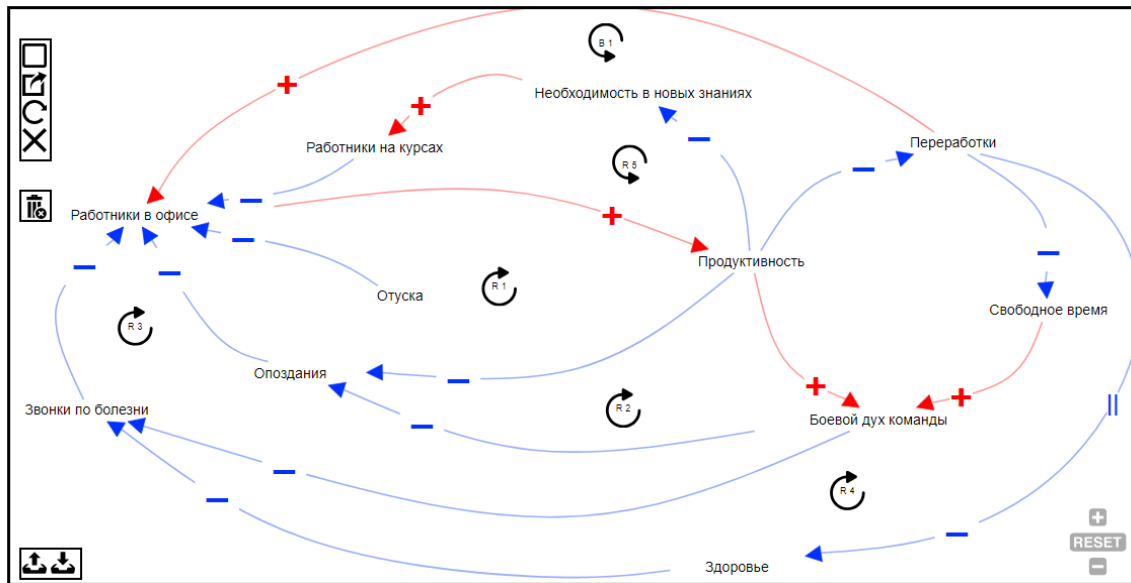 B 1
+
Необходимость в новых знаниях
+
Переработки
Работники на курсах
R 5
Работники в офисе
+
Продуктивность
Отуска
R 1
Свободное время
R 3
Опоздания
+
+
Звонки по болезни
R 2
Боевой дух команды
R 4
+
RESET
Здоровье